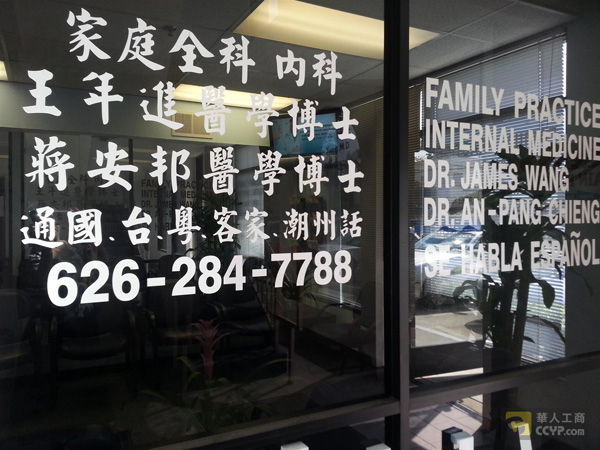 家庭全科 內科
王年進醫學博士
蔣安邦醫學博士
通國、台、粵、客家、潮州話
626-284-7788
FAMILY PRACTICE
INTERNAL MEDICINE
DR. JAMES WANG
DR. AN-PANG CHIENG
SE HABLA ESPAÑOL
華人工商
CCYP.com